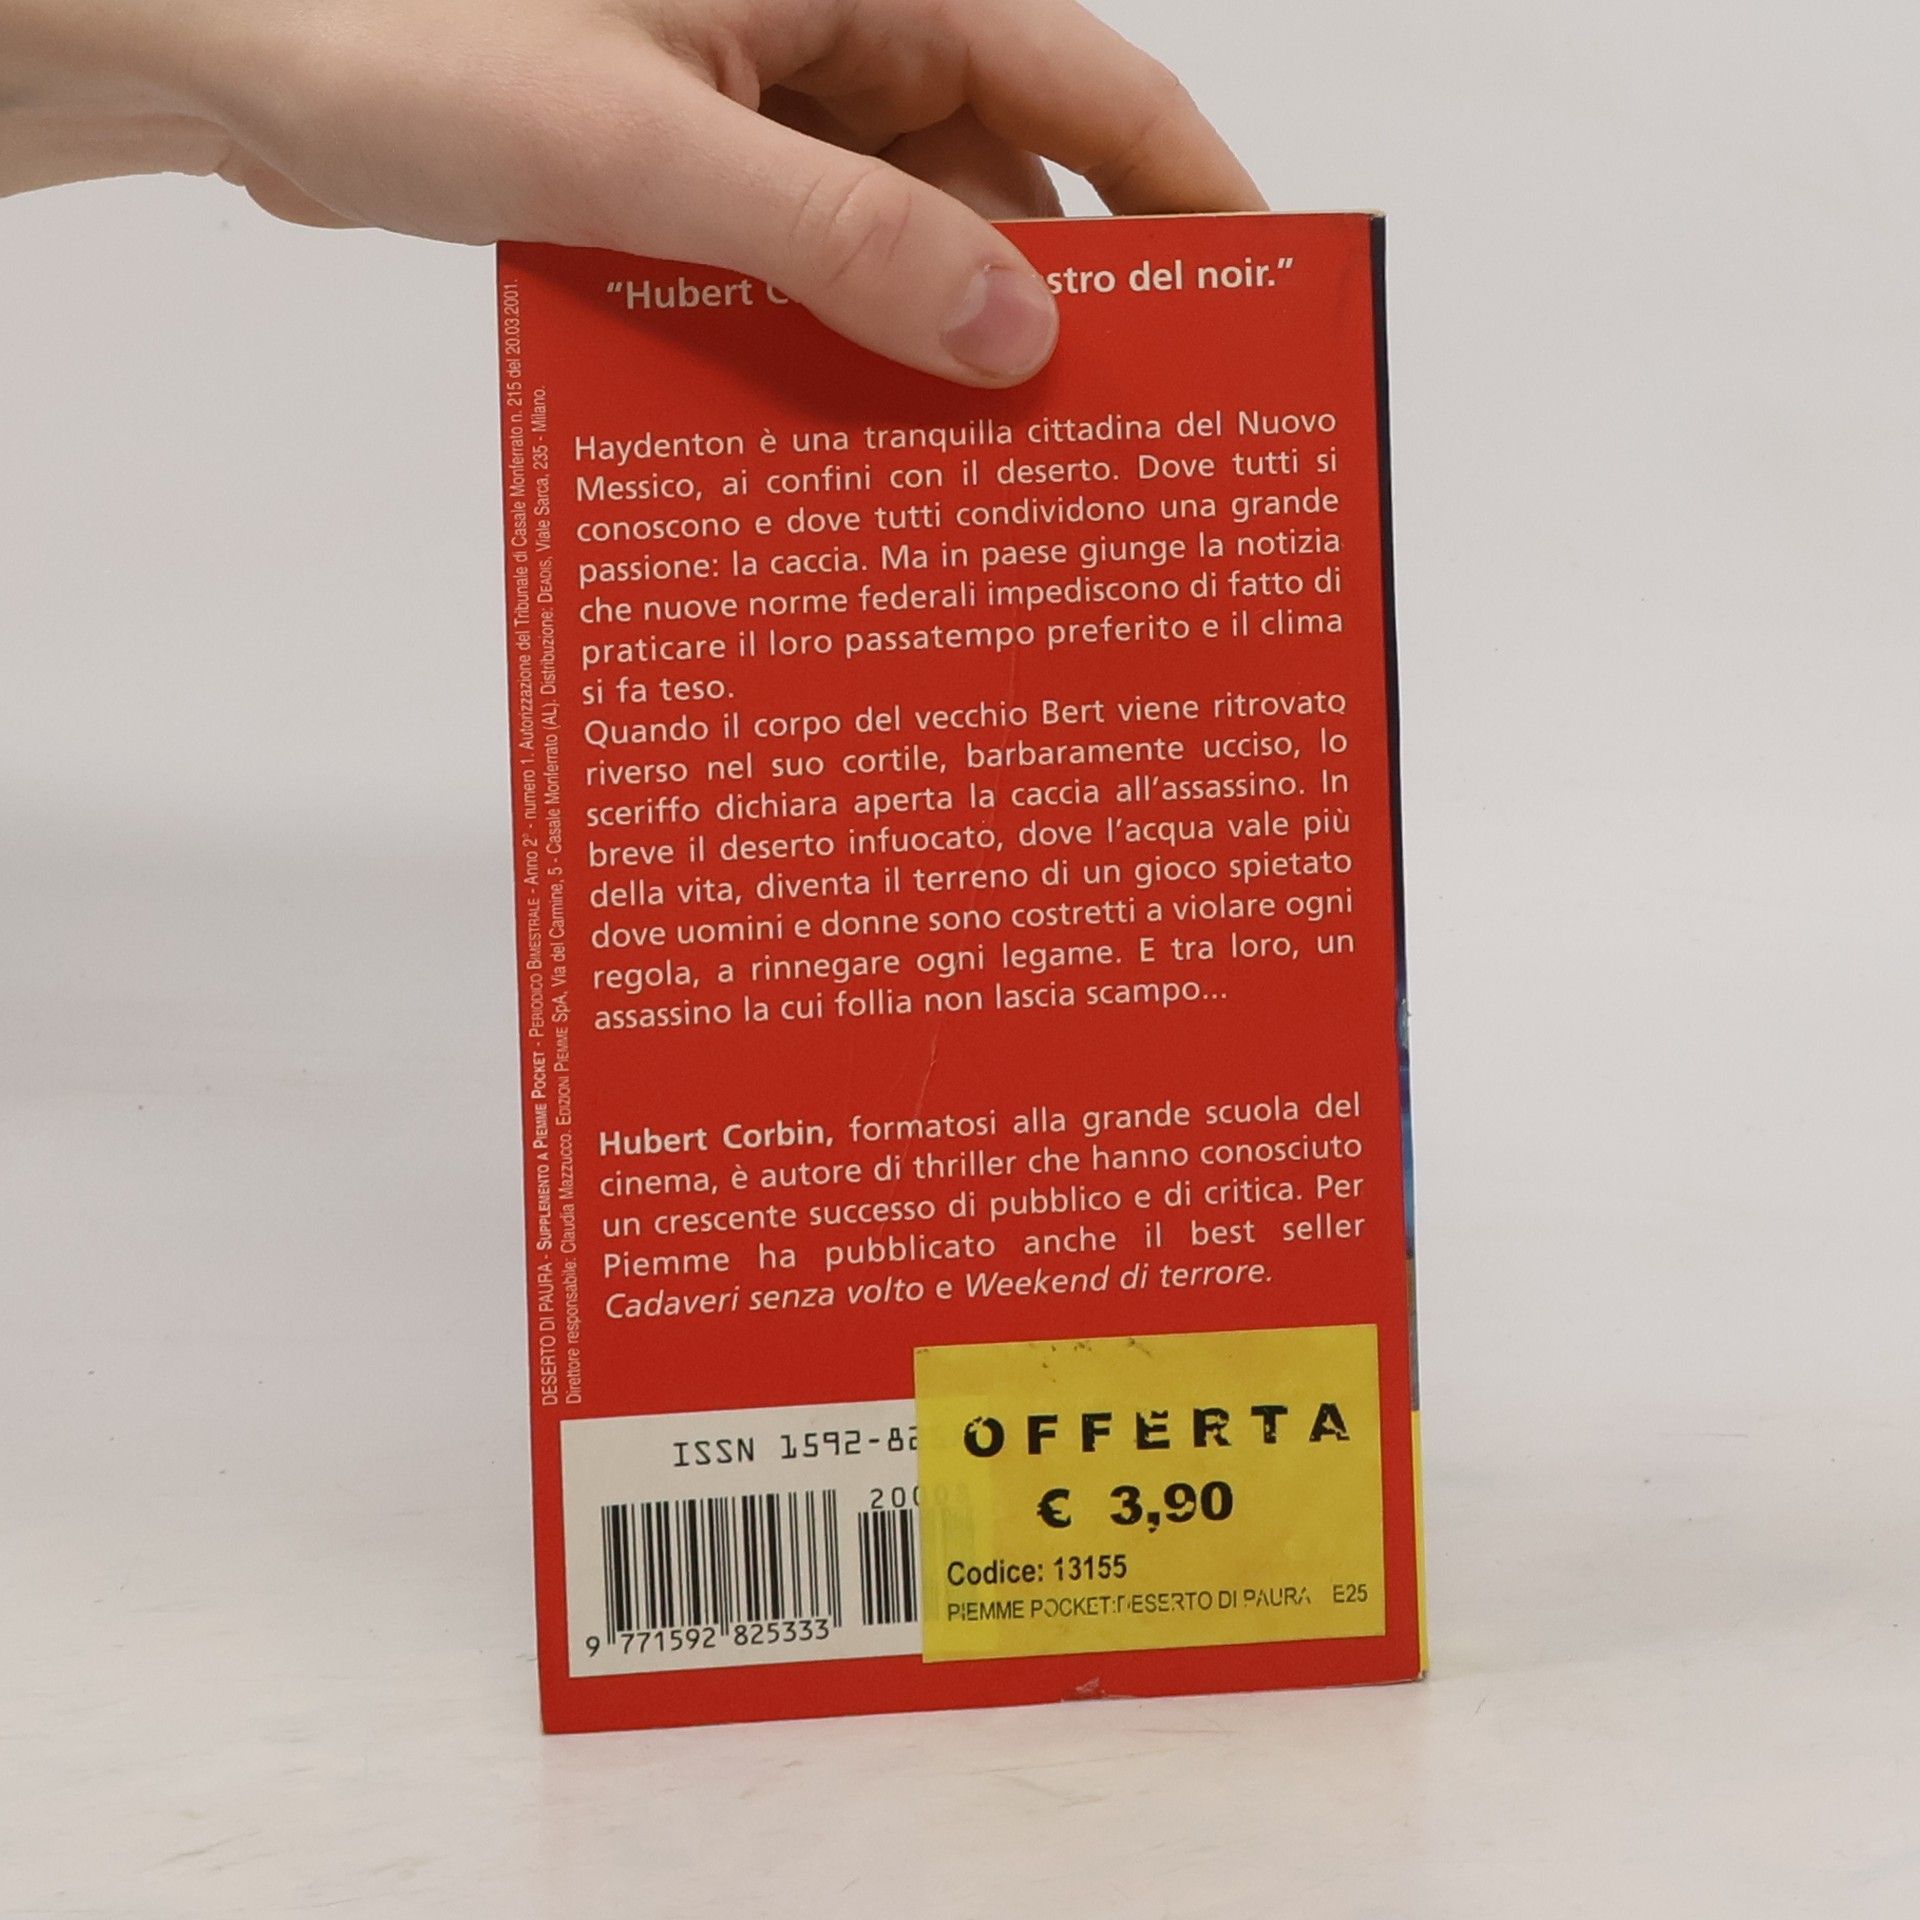 “Hubert C stro del noir.”
Haydenton è una tranquilla cittadina del Nuovo
Messico, ai confini con il deserto. Dove tutti si
conoscono e dove tutti condividono una grande
passione: la caccia. Ma in paese giunge la notizia
che nuove norme federali impediscono di fatto di
praticare il loro passatempo preferito e il clima
si fa teso.
Quando il corpo del vecchio Bert viene ritrovato
riverso nel suo cortile, barbaramente ucciso, lo
sceriffo dichiara aperta la caccia all’assassino. In
breve il deserto infuocato, dove l’acqua vale più
della vita, diventa il terreno di un gioco spietato
dove uomini e donne sono costretti a violare ogni
regola, a rinnegare ogni legame. E tra loro, un
assassino la cui follia non lascia scampo...
Hubert Corbin, formatosi alla grande scuola del
cinema, è autore di thriller che hanno conosciuto
un crescente successo di pubblico e di critica. Per
Piemme ha pubblicato anche il best seller
Cadaveri senza volto e Weekend di terrore.
DESERTO DI PAURA - SUPPLEMENTO A PIEMME POCKET - PERIODICO BIMESTRALE - Anno 2° - numero 1. Autorizzazione del Tribunale di Casale Monferrato n. 215 del 20.03.2001.
Direttore responsabile: Claudia Mazzucco. EDIZIONI PIEMME SpA, Via del Carmine, 5 - Casale Monferrato (AL). Distribuzione: DEADIS, Viale Sarca, 235 - Milano.
ISSN 1592-82
20008
9 771592 825333
OFFERTA
€ 3,90
Codice: 13155
PIEMME POCKET:DESERTO DI PAURA E25